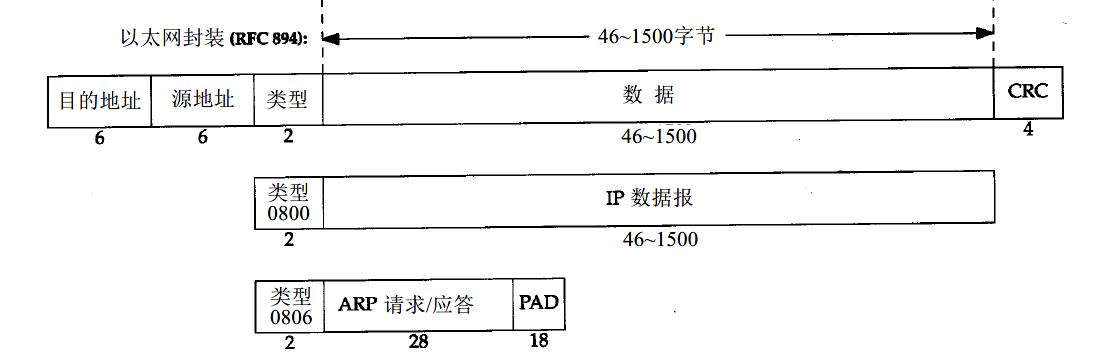 以太网封装 (RFC 894):
46~1500字节
目的地址 源地址 类型 数 据 CRC
6 6 2 46~1500 4
类型
0800
IP 数据报
2 46~1500
类型
0806
ARP 请求/应答 PAD
2 28 18